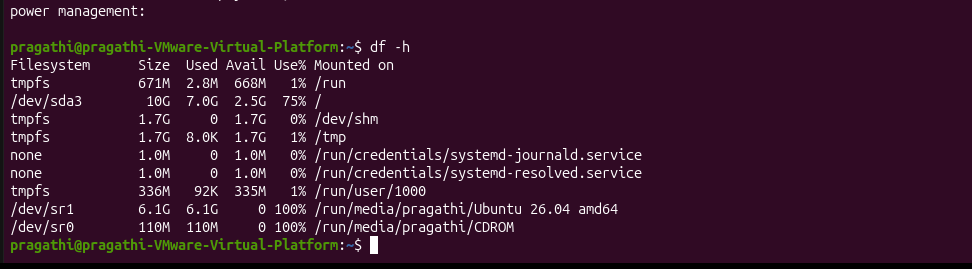 power management:
pragathi@pragathi-VMware-Virtual-Platform:~$ df -h
Filesystem      Size  Used Avail Use% Mounted on
tmpfs           671M  2.8M  668M   1% /run
/dev/sda3        10G  7.0G  2.5G  75% /
tmpfs           1.7G     0  1.7G   0% /dev/shm
tmpfs           1.7G  8.0K  1.7G   1% /tmp
none            1.0M     0  1.0M   0% /run/credentials/systemd-journald.service
none            1.0M     0  1.0M   0% /run/credentials/systemd-resolved.service
tmpfs           336M   92K  335M   1% /run/user/1000
/dev/sr1        6.1G  6.1G     0 100% /run/media/pragathi/Ubuntu 26.04 amd64
/dev/sr0        110M  110M     0 100% /run/media/pragathi/CDROM
pragathi@pragathi-VMware-Virtual-Platform:~$